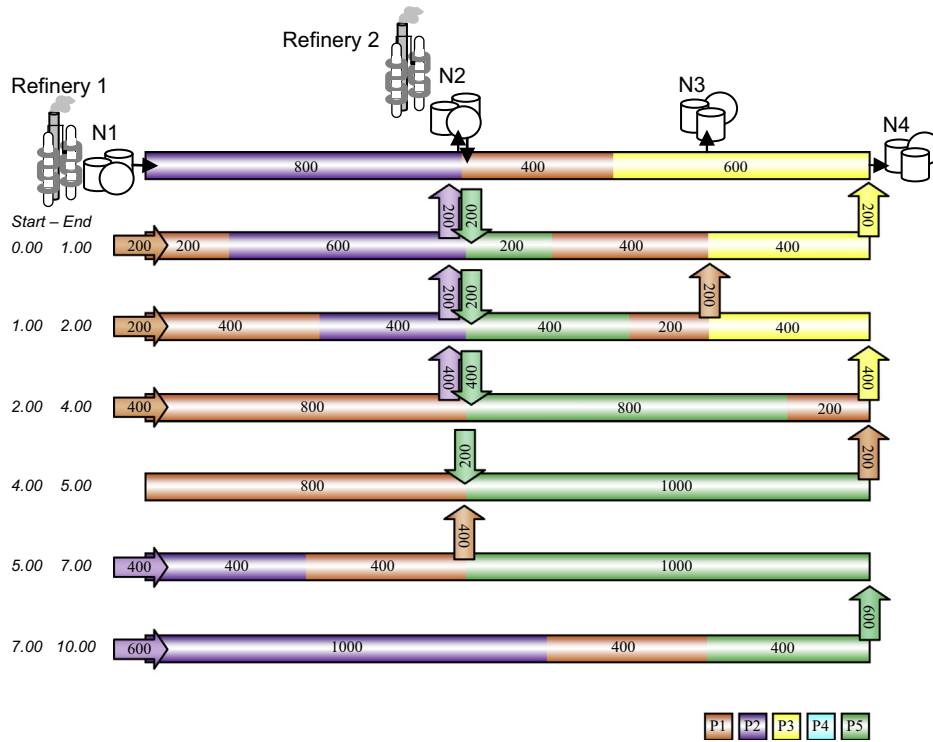 Refinery 2
Refinery 1
N2
N3
N1
N4
800 400 600
Start – End
200 200 200
0.00 1.00 200 200 600 200 400 400
200 200 200
1.00 2.00 200 400 400 400 200 400
400 400 400
2.00 4.00 400 800 800 200
200 200
4.00 5.00 800 1000
400
5.00 7.00 400 400 400 1000
600
7.00 10.00 600 1000 400 400
P1 P2 P3 P4 P5